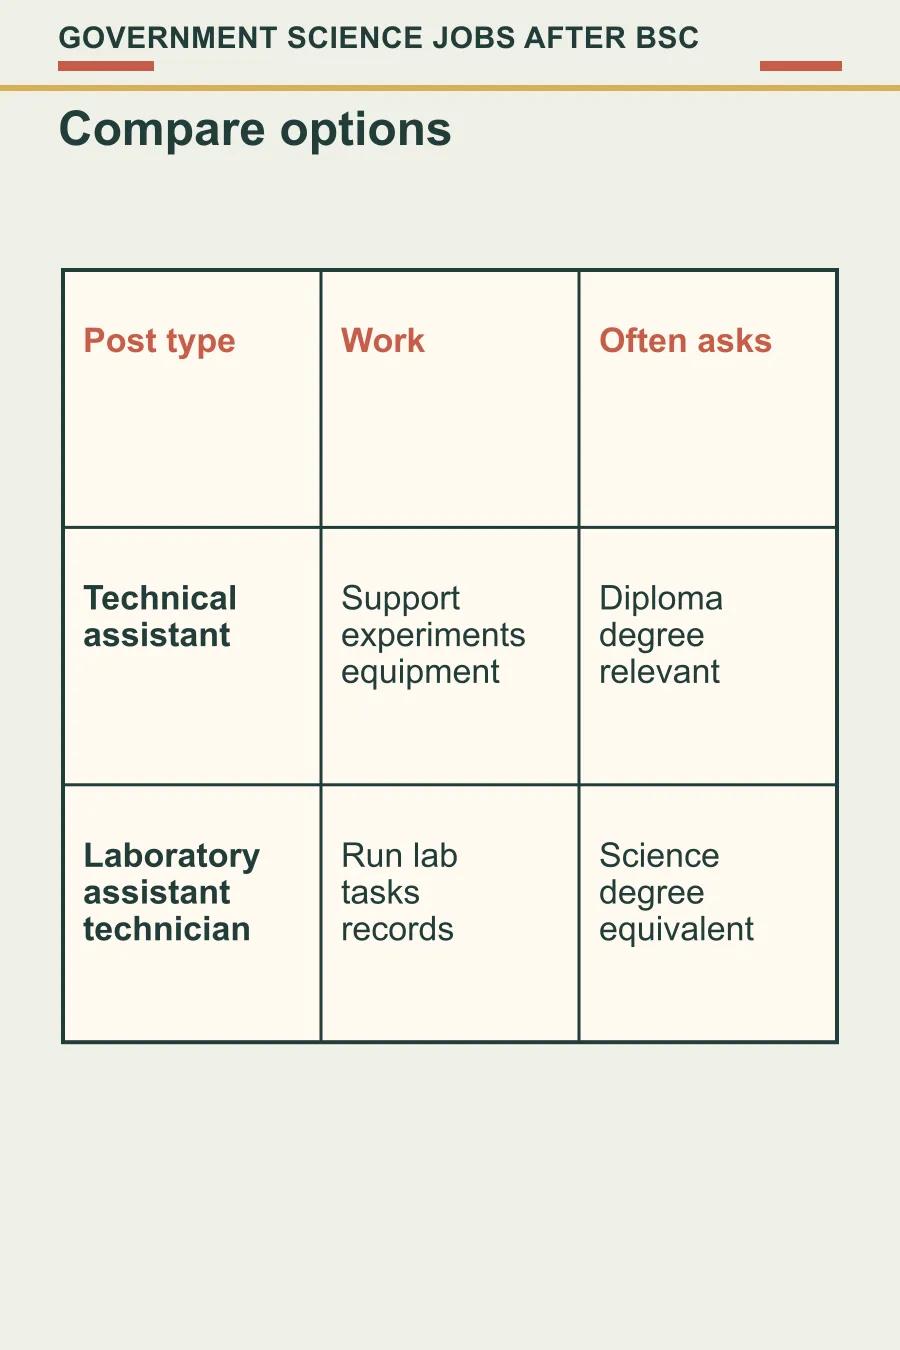 GOVERNMENT SCIENCE JOBS AFTER BSC
Compare options
Post type
Work
Often asks
Technical
assistant
Support
experiments
equipment
Diploma
degree
relevant
Laboratory
assistant
technician
Run lab
tasks
records
Science
degree
equivalent